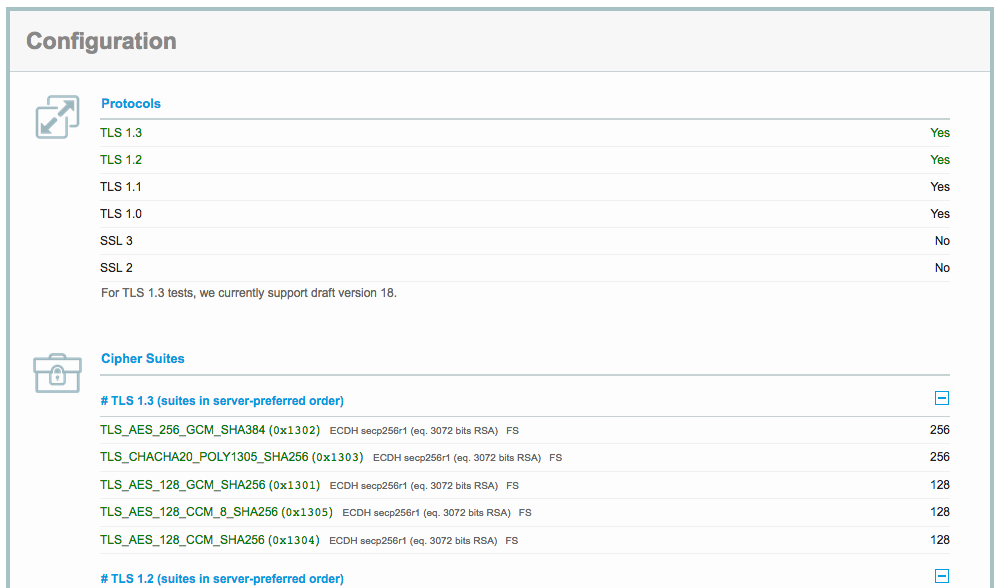 Configuration
Protocols
TLS 1.3 Yes
TLS 1.2 Yes
TLS 1.1 Yes
TLS 1.0 Yes
SSL 3 No
SSL 2 No
For TLS 1.3 tests, we currently support draft version 18.
Cipher Suites
# TLS 1.3 (suites in server-preferred order)
TLS_AES_256_GCM_SHA384 (0x1302) ECDH secp256r1 (eq. 3072 bits RSA) FS 256
TLS_CHACHA20_POLY1305_SHA256 (0x1303) ECDH secp256r1 (eq. 3072 bits RSA) FS 256
TLS_AES_128_GCM_SHA256 (0x1301) ECDH secp256r1 (eq. 3072 bits RSA) FS 128
TLS_AES_128_CCM_8_SHA256 (0x1305) ECDH secp256r1 (eq. 3072 bits RSA) FS 128
TLS_AES_128_CCM_SHA256 (0x1304) ECDH secp256r1 (eq. 3072 bits RSA) FS 128
# TLS 1.2 (suites in server-preferred order)